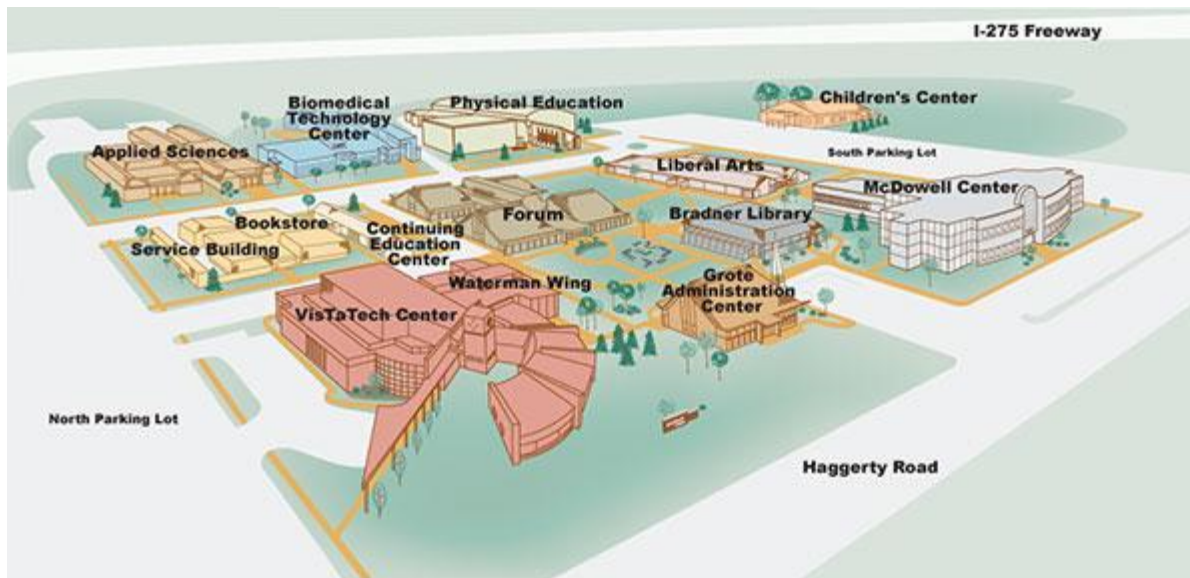 I-275 Freeway
Biomedical
Technology
Center
Physical Education
Children's Center
Applied Sciences
Liberal Arts
South Parking Lot
McDowell Center
Bookstore
Continuing
Education
Center
Forum
Bradner Library
Service Building
Waterman Wing
Grote
Administration
Center
VisTaTech Center
North Parking Lot
Haggerty Road